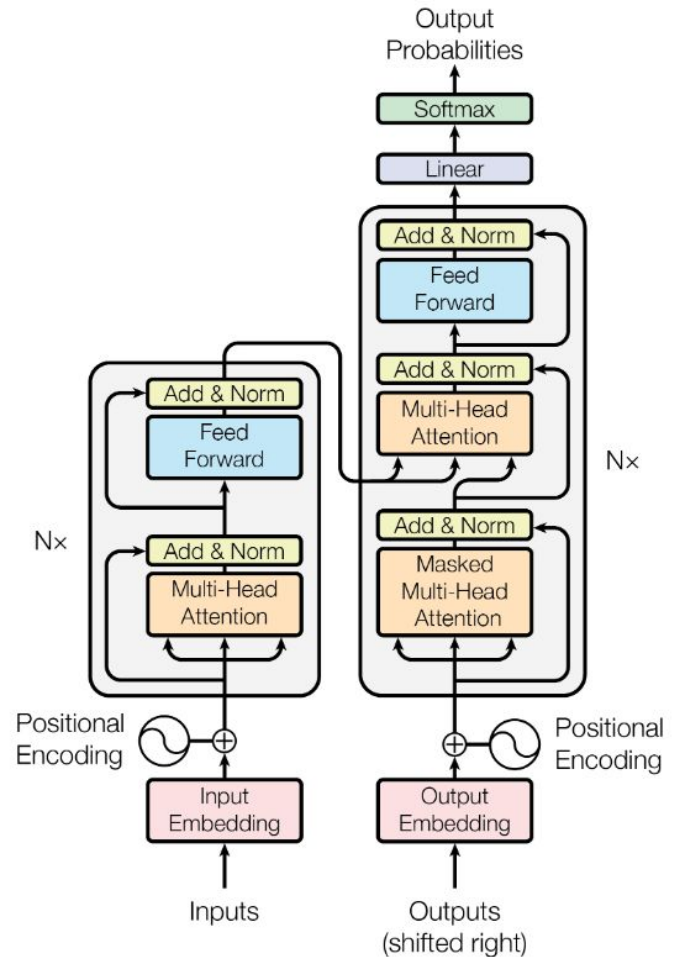 Output
Probabilities
Softmax
Linear
Add & Norm
Feed
Forward
Add & Norm
Multi-Head
Attention
Add & Norm
Masked
Multi-Head
Attention
Nx
Add & Norm
Feed
Forward
Add & Norm
Multi-Head
Attention
Nx
Positional
Encoding
Positional
Encoding
Input
Embedding
Output
Embedding
Inputs
Outputs
(shifted right)